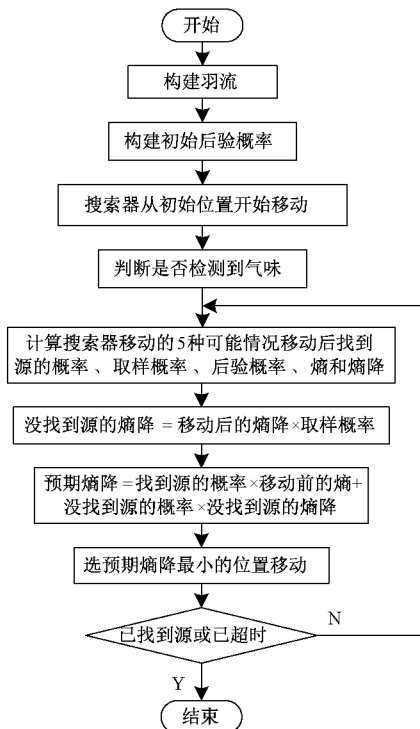 开始
构建羽流
构建初始后验概率
搜索器从初始位置开始移动
判断是否检测到气味
计算搜索器移动的5种可能情况移动后找到
源的概率、取样概率、后验概率、熵和熵降
没找到源的熵降=移动后的熵降×取样概率
预期熵降=找到源的概率×移动前的熵+
没找到源的概率×没找到源的熵降
选预期熵降最小的位置移动
已找到源或已超时
N
Y
结束